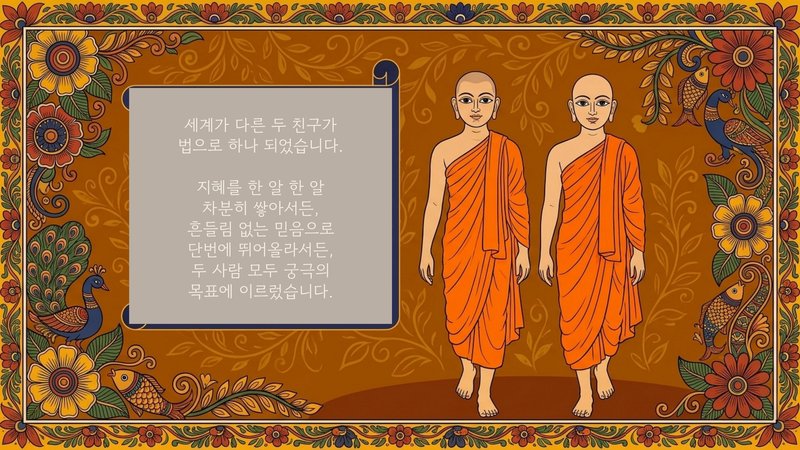 세계가 다른 두 친구가
법으로 하나 되었습니다.
지혜를 한 알 한 알
차분히 쌓아서든,
흔들림 없는 믿음으로
단번에 뛰어올라서든,
두 사람 모두 궁극의
목표에 이르렀습니다.